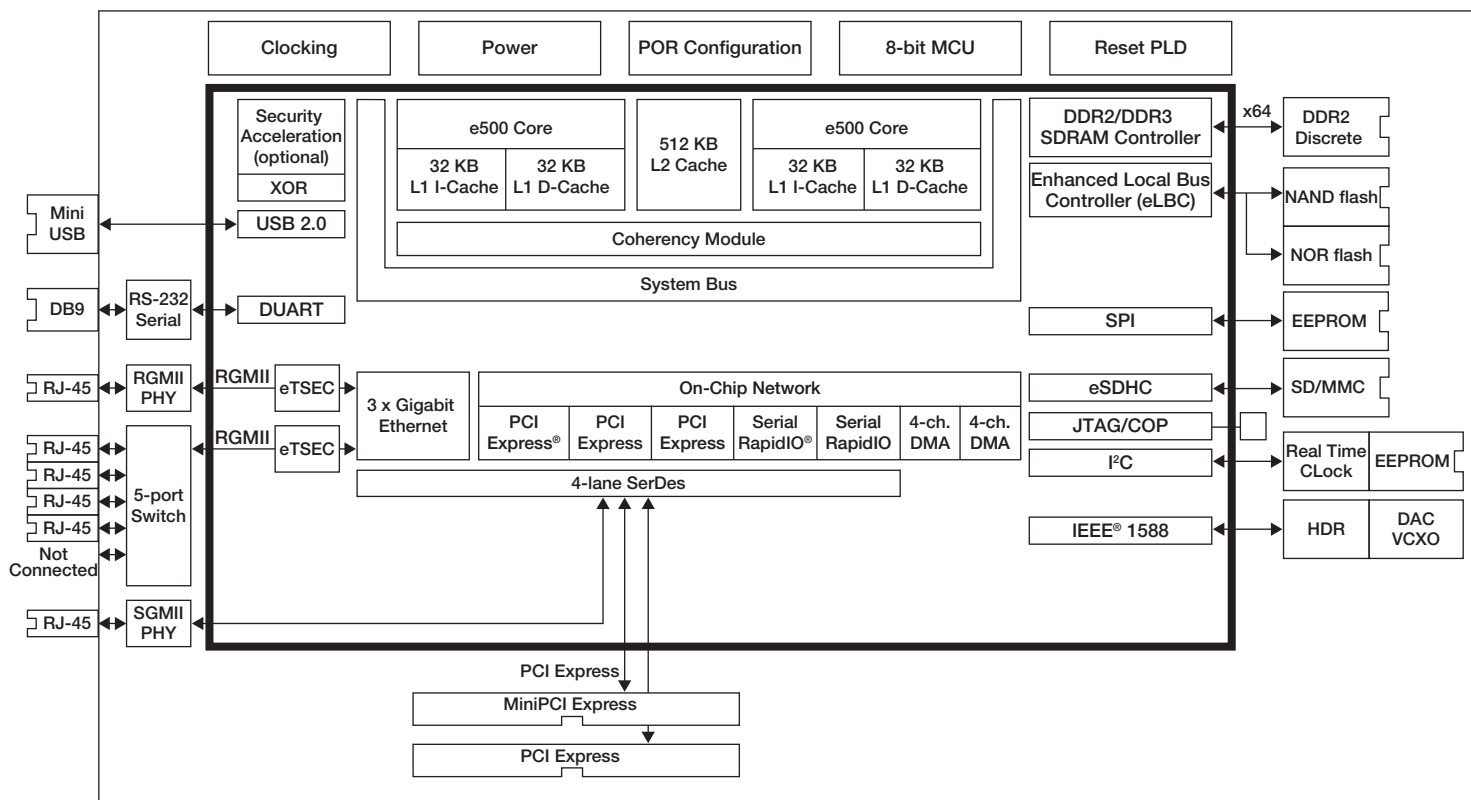 Clocking
Power
POR Configuration
8-bit MCU
Reset PLD
Security
Acceleration
(optional)
XOR
USB 2.0
DUART
e500 Core
32 KB
L1 I-Cache
32 KB
L1 D-Cache
512 KB
L2 Cache
e500 Core
32 KB
L1 I-Cache
32 KB
L1 D-Cache
Coherency Module
System Bus
DDR2/DDR3
SDRAM Controller
x64
DDR2
Discrete
Enhanced Local Bus
Controller (eLBC)
NAND flash
NOR flash
SPI
EEPROM
eSDHC
SD/MMC
JTAG/COP
I²C
Real Time
CLock
EEPROM
IEEE® 1588
HDR
DAC
VCXO
Mini
USB
DB9
RS-232
Serial
RJ-45
RGMII
PHY
RGMII
eTSEC
3 x Gigabit
Ethernet
RJ-45
RJ-45
RJ-45
RJ-45
Not
Connected
5-port
Switch
RGMII
eTSEC
On-Chip Network
PCI
Express®
PCI
Express
PCI
Express
Serial
RapidIO®
Serial
RapidIO
4-ch.
DMA
4-ch.
DMA
4-lane SerDes
RJ-45
SGMII
PHY
PCI Express
MiniPCI Express
PCI Express